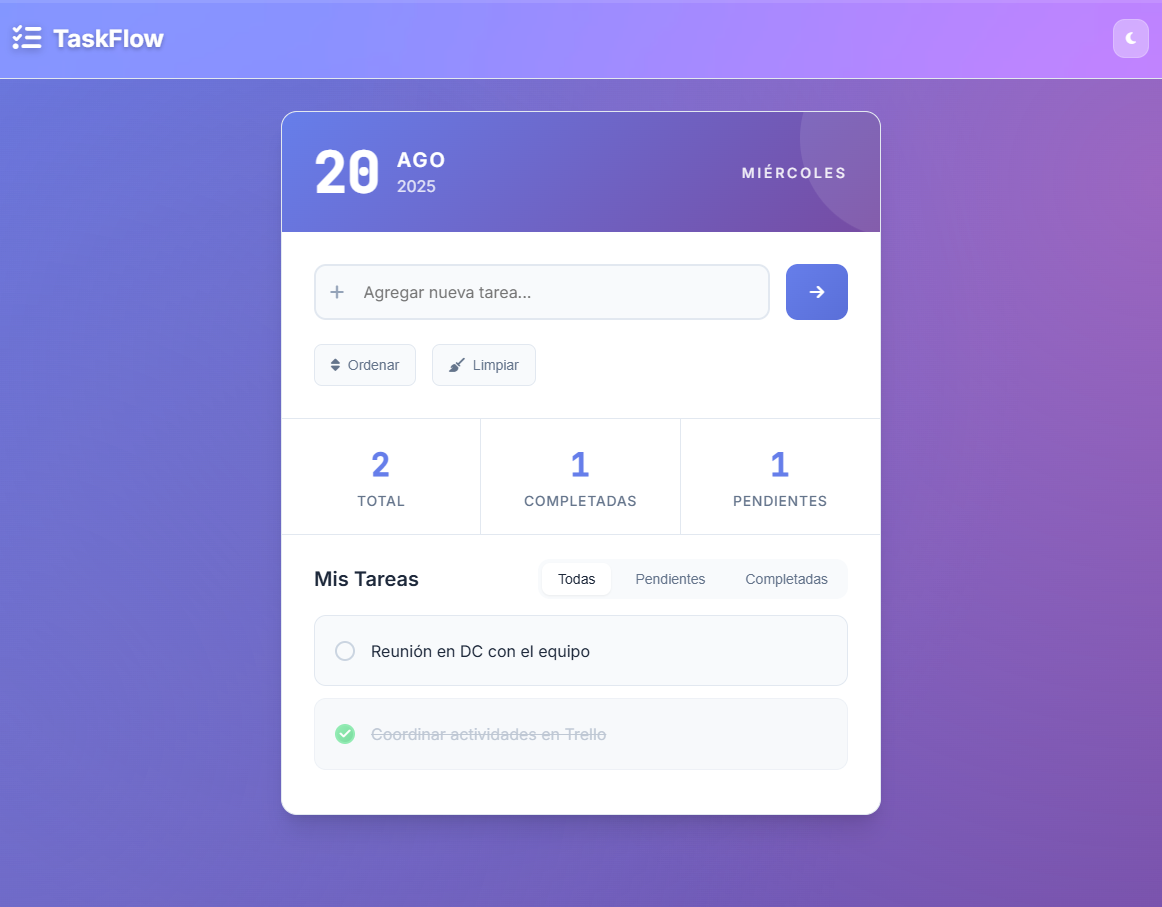 TaskFlow
20
AGO
2025
MIÉRCOLES
Agregar nueva tarea...
Ordenar
Limpiar
2
TOTAL
1
COMPLETADAS
1
PENDIENTES
Mis Tareas
Todas
Pendientes
Completadas
Reunión en DC con el equipo
Coordinar actividades en Trello